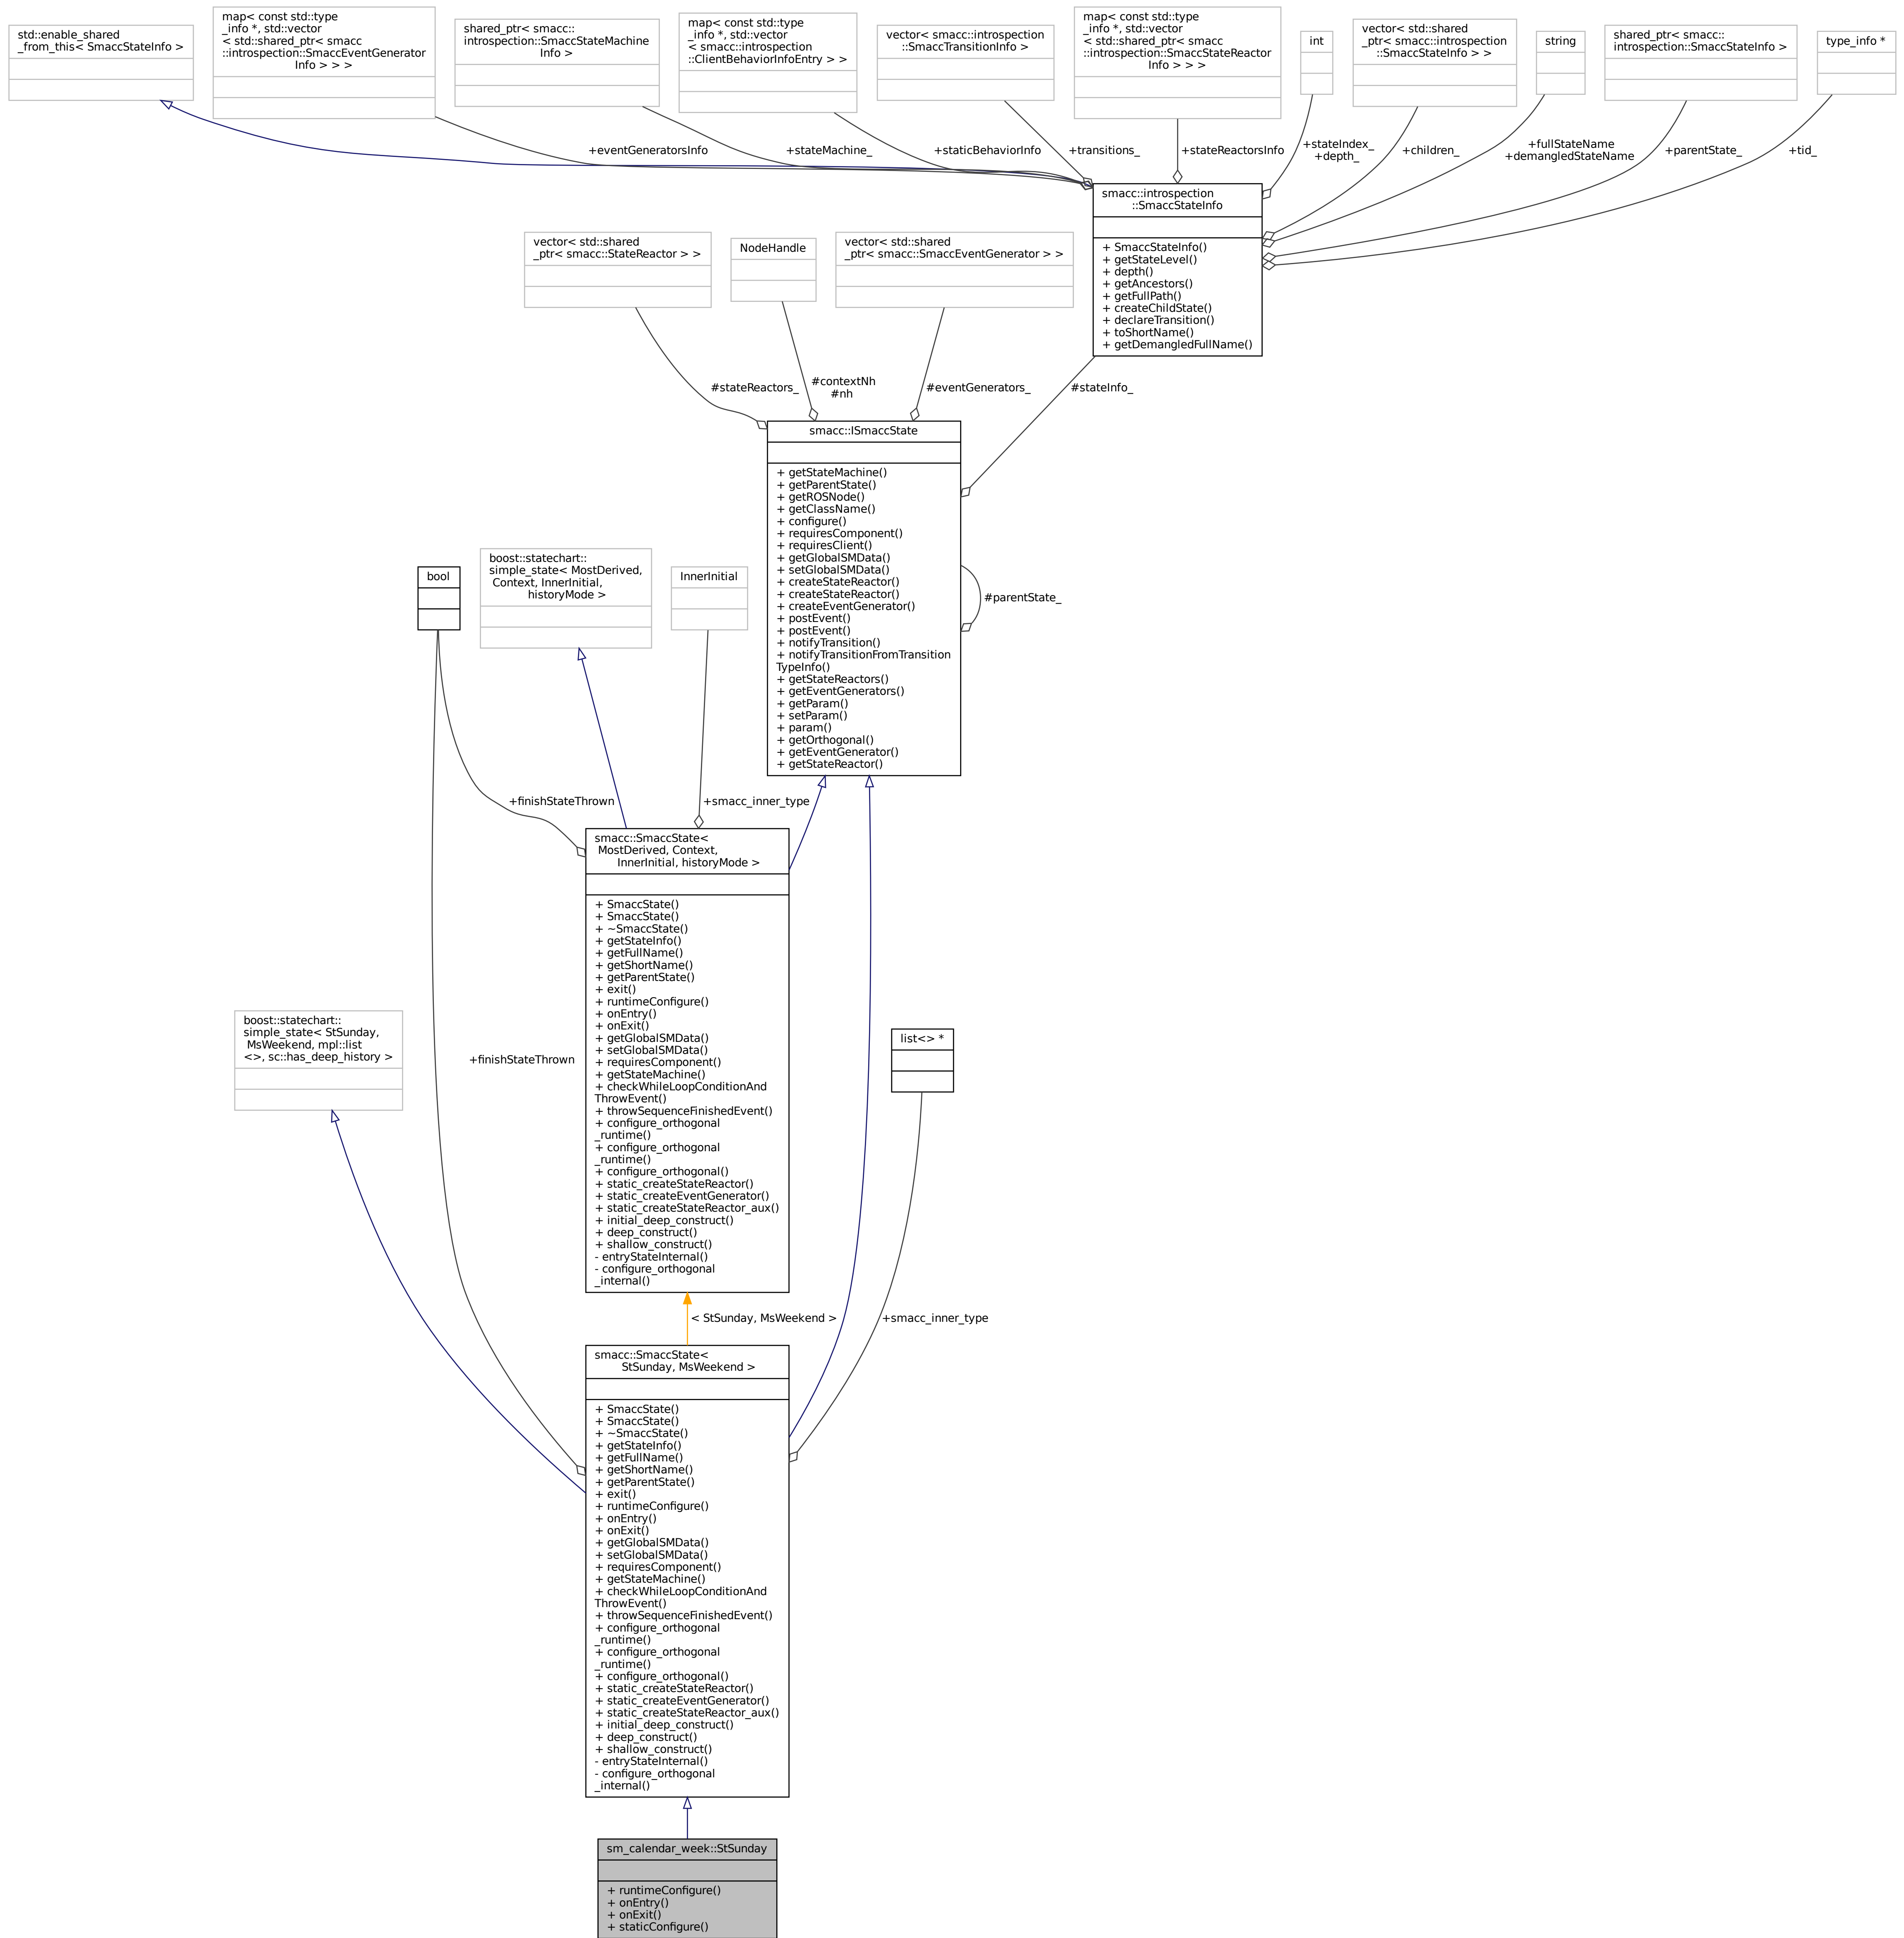 std::enable_shared
_from_this< SmaccStateInfo >
map< const std::type
_info *, std::vector
< std::shared_ptr< smacc
::introspection::SmaccEventGenerator
Info > > >
shared_ptr< smacc::
introspection::SmaccStateMachine
Info >
map< const std::type
_info *, std::vector
< smacc::introspection
::ClientBehaviorInfoEntry > >
vector< smacc::introspection
::SmaccTransitionInfo >
map< const std::type
_info *, std::vector
< std::shared_ptr< smacc
::introspection::SmaccStateReactor
Info > > >
int
vector< std::shared
_ptr< smacc::introspection
::SmaccStateInfo > >
string
shared_ptr< smacc::
introspection::SmaccStateInfo >
type_info *
+eventGeneratorsInfo
+stateMachine_
+staticBehaviorInfo
+transitions_
+stateReactorsInfo
+stateIndex_
+depth_
+children_
+fullStateName
+demangledStateName
+parentState_
+tid_
smacc::introspection
::SmaccStateInfo
+ SmaccStateInfo()
+ getStateLevel()
+ depth()
+ getAncestors()
+ getFullPath()
+ createChildState()
+ declareTransition()
+ toShortName()
+ getDemangledFullName()
vector< std::shared
_ptr< smacc::StateReactor > >
NodeHandle
vector< std::shared
_ptr< smacc::SmaccEventGenerator > >
#stateReactors_
#contextNh
#nh
#eventGenerators_
#stateInfo_
smacc::ISmaccState
+ getStateMachine()
+ getParentState()
+ getROSNode()
+ getClassName()
+ configure()
+ requiresComponent()
+ requiresClient()
+ getGlobalSMData()
+ setGlobalSMData()
+ createStateReactor()
+ createStateReactor()
+ createEventGenerator()
+ postEvent()
+ postEvent()
+ notifyTransition()
+ notifyTransitionFromTransition
TypeInfo()
+ getStateReactors()
+ getEventGenerators()
+ getParam()
+ setParam()
+ param()
+ getOrthogonal()
+ getEventGenerator()
+ getStateReactor()
#parentState_
bool
boost::statechart::
simple_state< MostDerived,
Context, InnerInitial,
historyMode >
InnerInitial
+finishStateThrown
+smacc_inner_type
smacc::SmaccState<
MostDerived, Context,
InnerInitial, historyMode >
+ SmaccState()
+ SmaccState()
+ ~SmaccState()
+ getStateInfo()
+ getFullName()
+ getShortName()
+ getParentState()
+ exit()
+ runtimeConfigure()
+ onEntry()
+ onExit()
+ getGlobalSMData()
+ setGlobalSMData()
+ requiresComponent()
+ getStateMachine()
+ checkWhileLoopConditionAnd
ThrowEvent()
+ throwSequenceFinishedEvent()
+ configure_orthogonal
_runtime()
+ configure_orthogonal
_runtime()
+ configure_orthogonal()
+ static_createStateReactor()
+ static_createEventGenerator()
+ static_createStateReactor_aux()
+ initial_deep_construct()
+ deep_construct()
+ shallow_construct()
- entryStateInternal()
- configure_orthogonal
_internal()
boost::statechart::
simple_state< StSunday,
MsWeekend, mpl::list
<>, sc::has_deep_history >
+finishStateThrown
list<> *
< StSunday, MsWeekend >
+smacc_inner_type
smacc::SmaccState<
StSunday, MsWeekend >
+ SmaccState()
+ SmaccState()
+ ~SmaccState()
+ getStateInfo()
+ getFullName()
+ getShortName()
+ getParentState()
+ exit()
+ runtimeConfigure()
+ onEntry()
+ onExit()
+ getGlobalSMData()
+ setGlobalSMData()
+ requiresComponent()
+ getStateMachine()
+ checkWhileLoopConditionAnd
ThrowEvent()
+ throwSequenceFinishedEvent()
+ configure_orthogonal
_runtime()
+ configure_orthogonal
_runtime()
+ configure_orthogonal()
+ static_createStateReactor()
+ static_createEventGenerator()
+ static_createStateReactor_aux()
+ initial_deep_construct()
+ deep_construct()
+ shallow_construct()
- entryStateInternal()
- configure_orthogonal
_internal()
sm_calendar_week::StSunday
+ runtimeConfigure()
+ onEntry()
+ onExit()
+ staticConfigure()